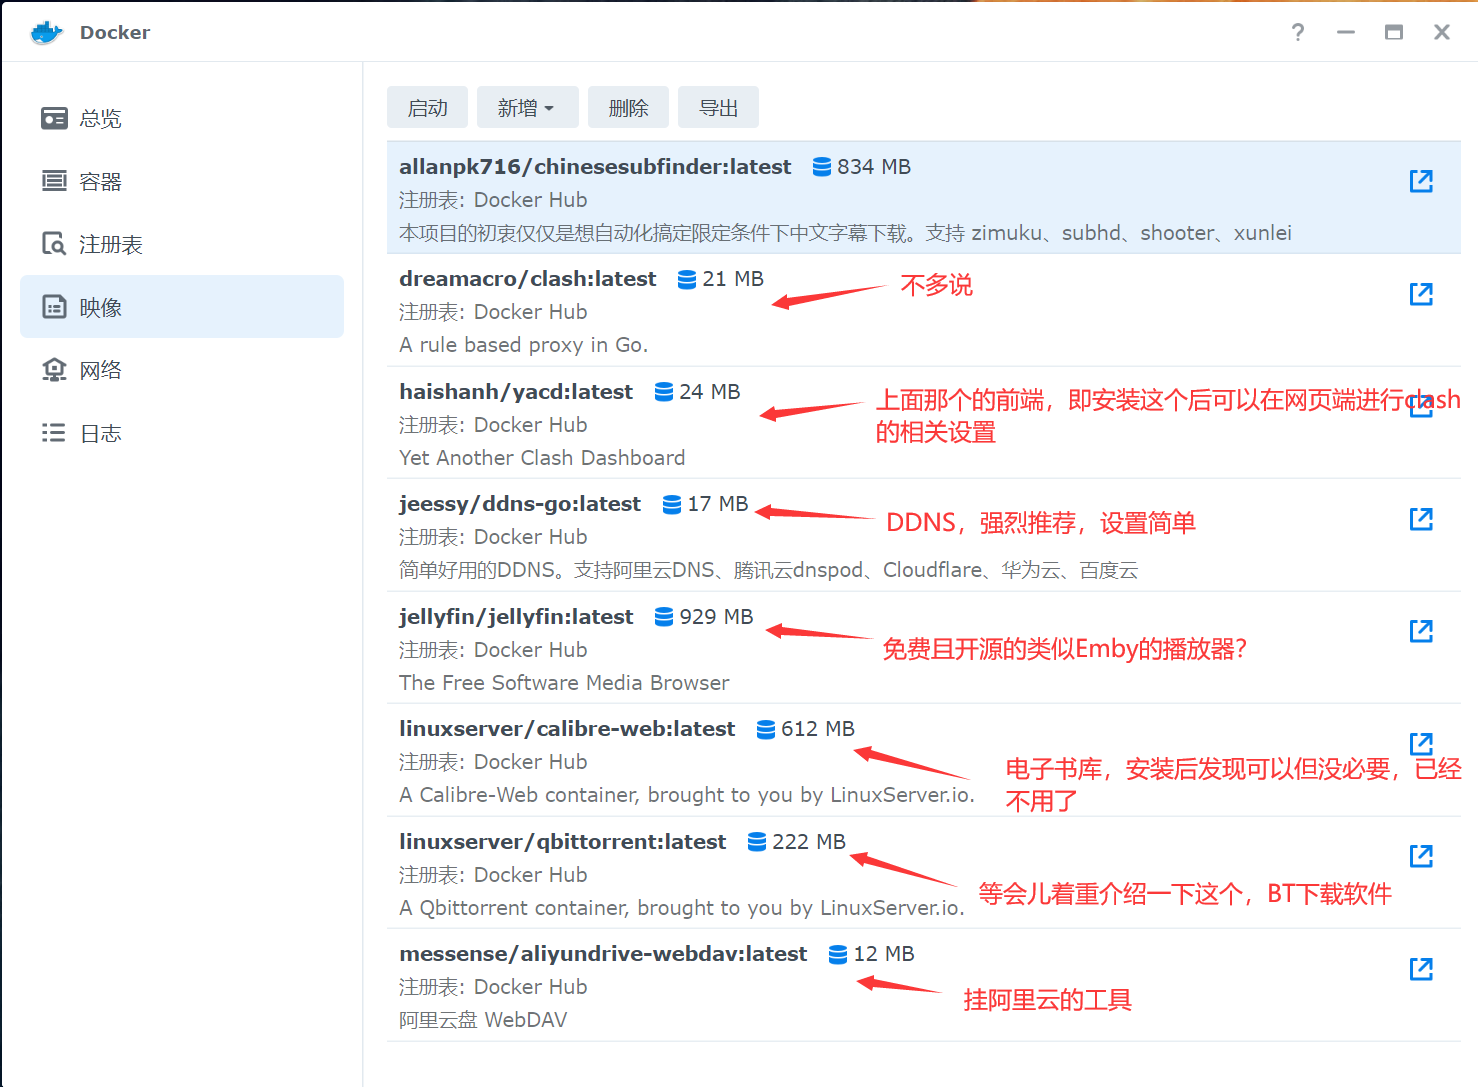 Docker
总览
容器
注册表
映像
网络
日志
启动 新增 删除 导出
allanpk716/chinesesubfinder:latest 834 MB
注册表: Docker Hub
本项目的初衷仅仅是想自动化搞定限定条件下中文字幕下载。支持 zimuku、subhd、shooter、xunlei
dreamacro/clash:latest 21 MB
不多说
注册表: Docker Hub
A rule based proxy in Go.
haishanh/yacd:latest 24 MB
上面那个的前端，即安装这个后可以在网页端进行clash
的相关设置
注册表: Docker Hub
Yet Another Clash Dashboard
jeessy/ddns-go:latest 17 MB
DDNS，强烈推荐，设置简单
注册表: Docker Hub
简单好用的DDNS。支持阿里云DNS、腾讯云dnspod、Cloudflare、华为云、百度云
jellyfin/jellyfin:latest 929 MB
免费且开源的类似Emby的播放器？
注册表: Docker Hub
The Free Software Media Browser
linuxserver/calibre-web:latest 612 MB
电子书库，安装后发现可以但没必要，已经
不用了
注册表: Docker Hub
A Calibre-Web container, brought to you by LinuxServer.io.
linuxserver/qbittorrent:latest 222 MB
等会儿着重介绍一下这个，BT下载软件
注册表: Docker Hub
A Qbittorrent container, brought to you by LinuxServer.io.
messense/aliyundrive-webdav:latest 12 MB
挂阿里云的工具
注册表: Docker Hub
阿里云盘 WebDAV